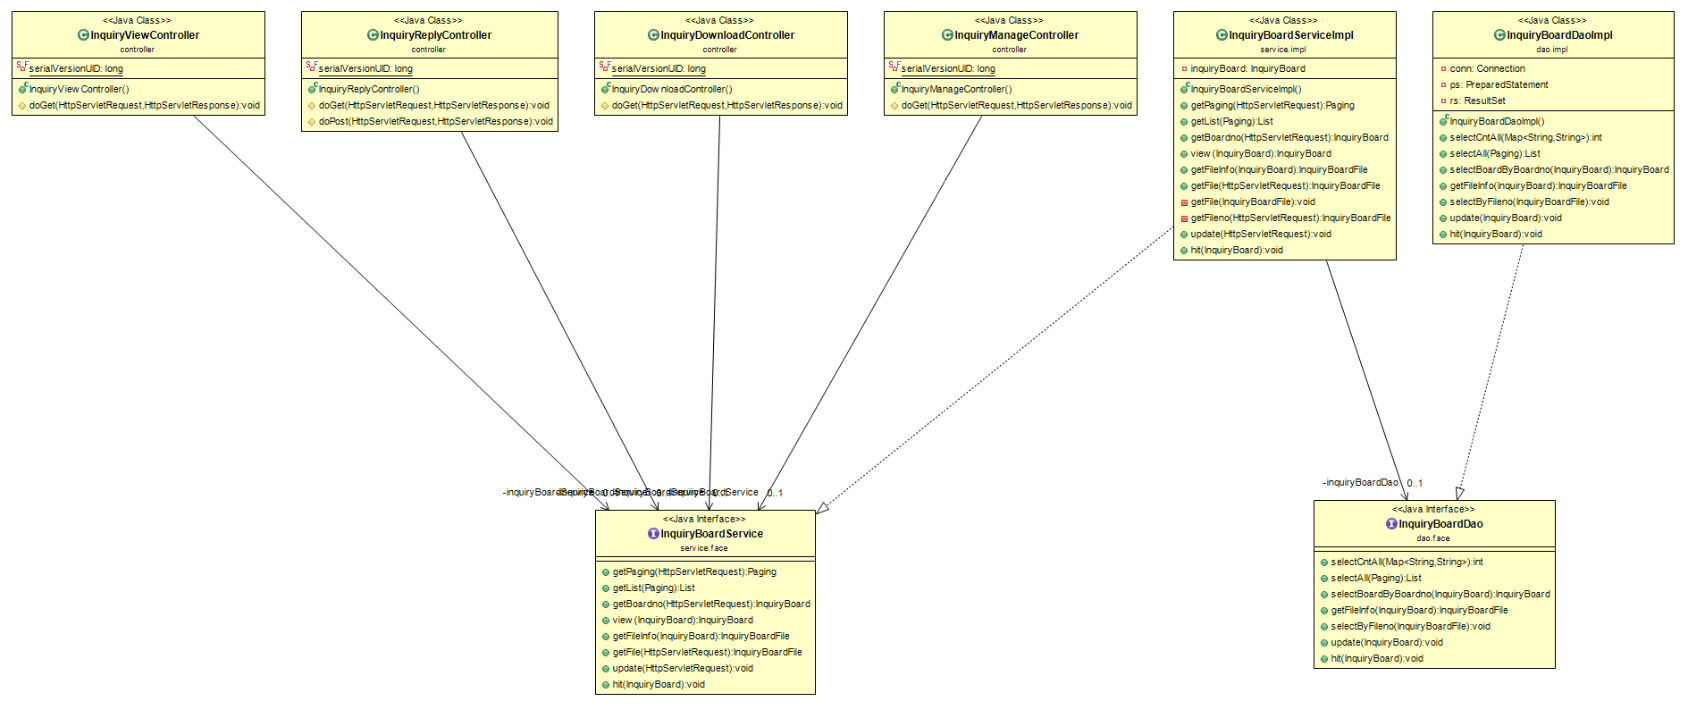 <<Java Class>>
InquiryViewController
controller
serialVersionUID: long
InquiryViewController()
doGet(HttpServletRequest,HttpServletResponse):void
<<Java Class>>
InquiryReplyController
controller
serialVersionUID: long
InquiryReplyController()
doGet(HttpServletRequest,HttpServletResponse):void
doPost(HttpServletRequest,HttpServletResponse):void
<<Java Class>>
InquiryDownloadController
controller
serialVersionUID: long
InquiryDownloadController()
doGet(HttpServletRequest,HttpServletResponse):void
<<Java Class>>
InquiryManageController
controller
serialVersionUID: long
InquiryManageController()
doGet(HttpServletRequest,HttpServletResponse):void
<<Java Class>>
InquiryBoardServiceImpl
service.impl
inquiryBoard: InquiryBoard
InquiryBoardServiceImpl()
getPaging(HttpServletRequest):Paging
getList(Paging):List
getBoardno(HttpServletRequest):InquiryBoard
view(InquiryBoard):InquiryBoard
getFileInfo(InquiryBoard):InquiryBoardFile
getFile(HttpServletRequest):InquiryBoardFile
getFile(InquiryBoardFile):void
getFileno(HttpServletRequest):InquiryBoardFile
update(HttpServletRequest):void
hit(InquiryBoard):void
<<Java Class>>
InquiryBoardDaoImpl
dao.impl
conn: Connection
ps: PreparedStatement
rs: ResultSet
InquiryBoardDaoImpl()
selectCntAll(Map<String,String>):int
selectAll(Paging):List
selectBoardByBoardno(InquiryBoard):InquiryBoard
getFileInfo(InquiryBoard):InquiryBoardFile
selectByFileno(InquiryBoardFile):void
update(InquiryBoard):void
hit(InquiryBoard):void
0..1
-inquiryBoardDao 0..1
<<Java Interface>>
InquiryBoardService
service.face
getPaging(HttpServletRequest):Paging
getList(Paging):List
getBoardno(HttpServletRequest):InquiryBoard
view(InquiryBoard):InquiryBoard
getFileInfo(InquiryBoard):InquiryBoardFile
getFile(HttpServletRequest):InquiryBoardFile
update(HttpServletRequest):void
hit(InquiryBoard):void
<<Java Interface>>
InquiryBoardDao
dao.face
selectCntAll(Map<String,String>):int
selectAll(Paging):List
selectBoardByBoardno(InquiryBoard):InquiryBoard
getFileInfo(InquiryBoard):InquiryBoardFile
selectByFileno(InquiryBoardFile):void
update(InquiryBoard):void
hit(InquiryBoard):void